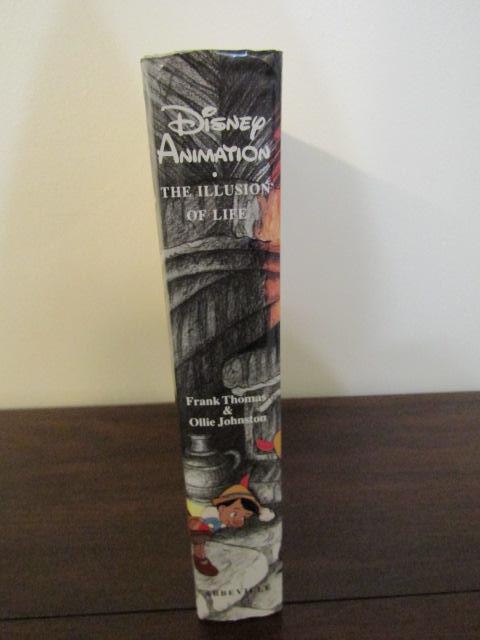 Disney
Animation
•
THE ILLUSION
OF LIFE
Frank Thomas
&
Ollie Johnston
ABBEVILLE